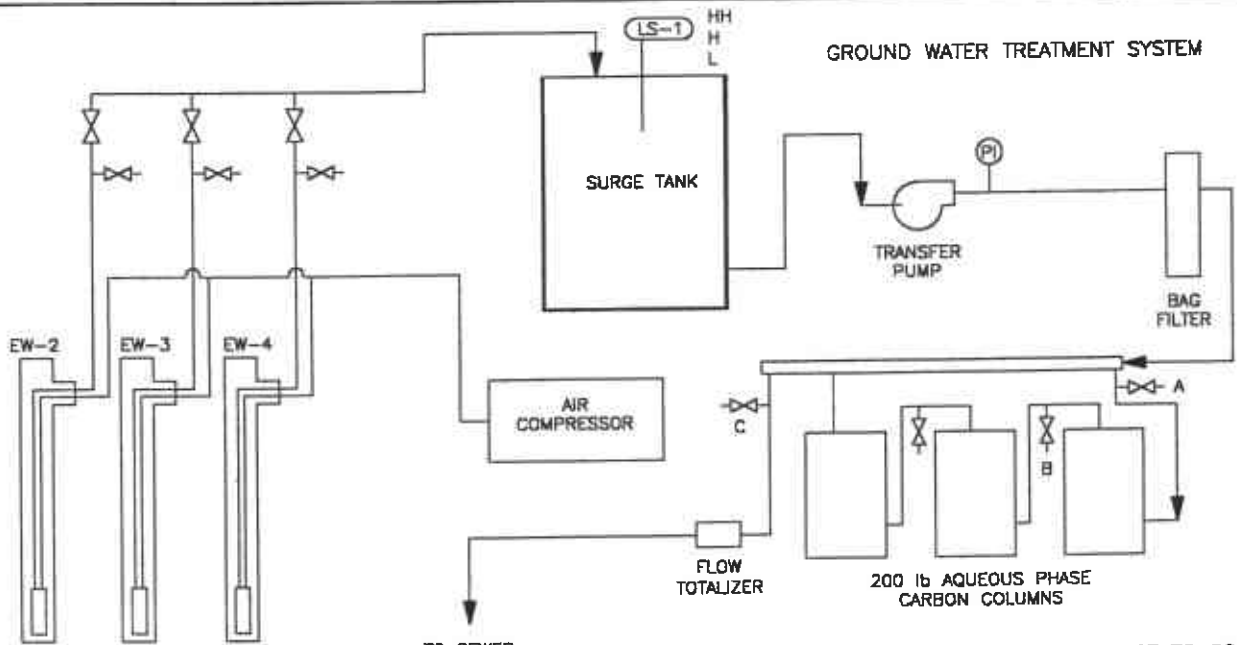 HH
LS-1
H
L
GROUND WATER TREATMENT SYSTEM
PI
SURGE TANK
TRANSFER
PUMP
BAG
FILTER
EW-2
EW-3
EW-4
A
AIR
COMPRESSOR
C
B
FLOW
TOTALIZER
200 lb AQUEOUS PHASE
CARBON COLUMNS